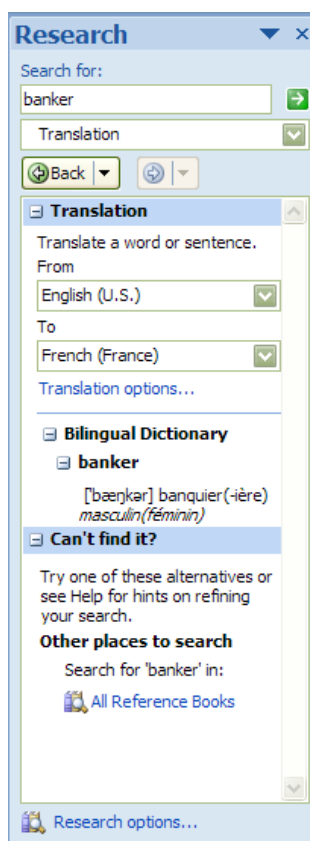 Research
Search for:
banker
Translation
Back
Translation
Translate a word or sentence.
From
English (U.S.)
To
French (France)
Translation options...
Bilingual Dictionary
banker
['bæŋkər] banquier(-ière)
masculin(féminin)
Can't find it?
Try one of these alternatives or
see Help for hints on refining
your search.
Other places to search
Search for 'banker' in:
All Reference Books
Research options...